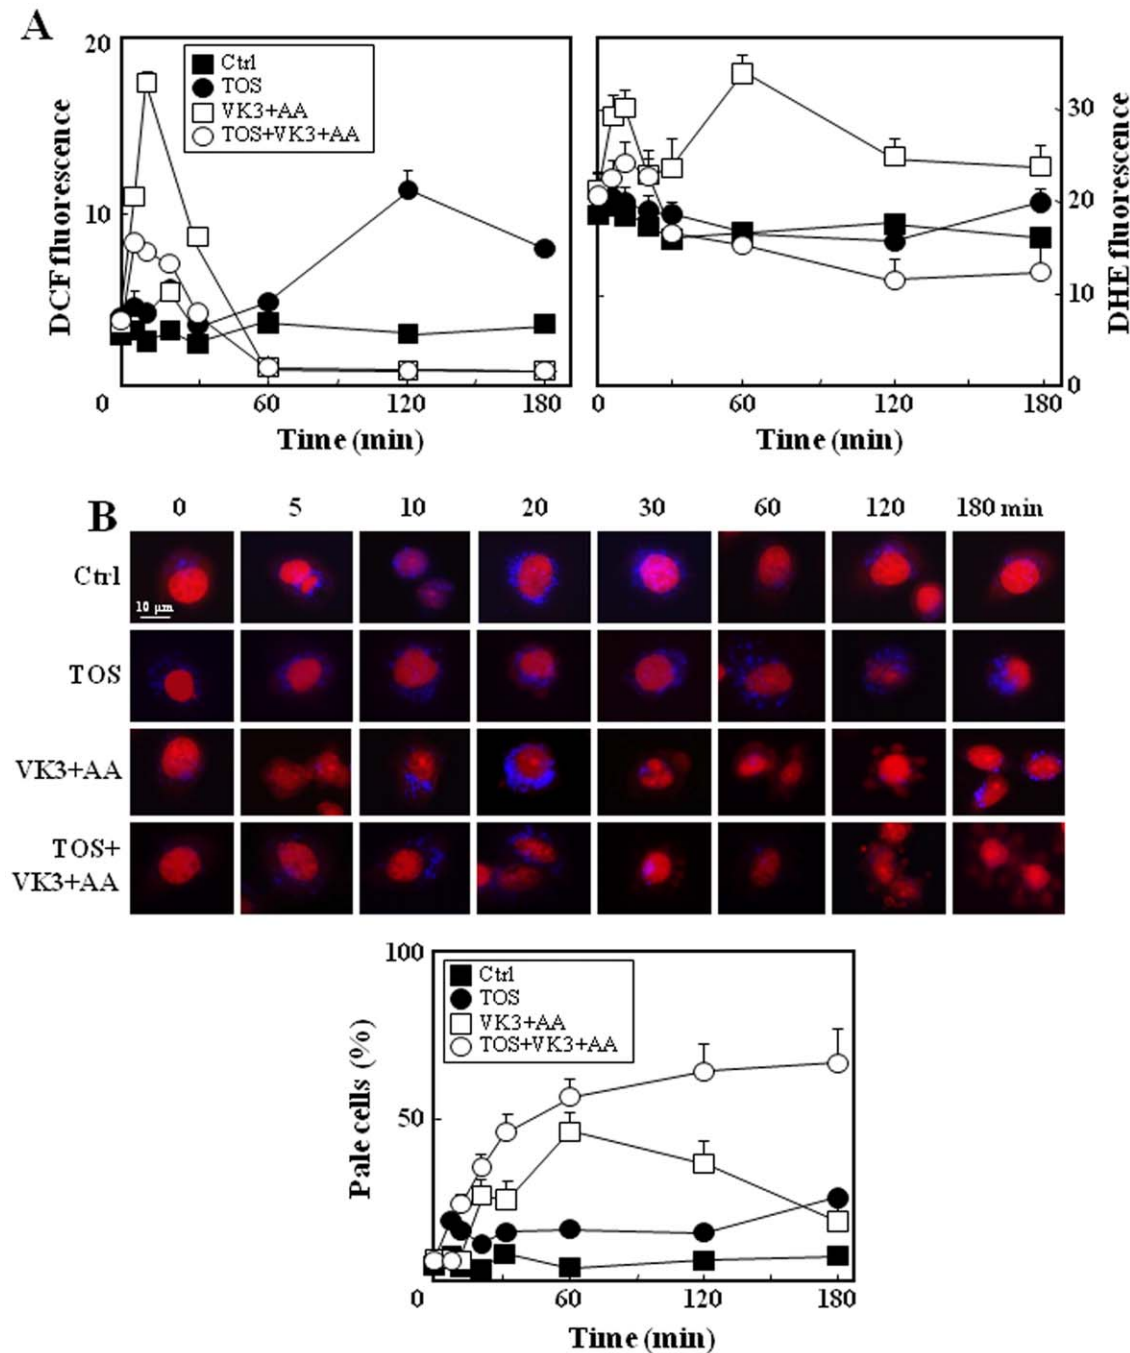 A
20
10
DCF fluorescence
Ctrl
TOS
VK3+AA
TOS+VK3+AA
0 60 120 180
Time (min)
30
20
10
0
DHE fluorescence
0 60 120 180
Time (min)
B
0 5 10 20 30 60 120 180 min
Ctrl
10 μm
TOS
VK3+AA
TOS+
VK3+AA
100
50
Pale cells (%)
Ctrl
TOS
VK3+AA
TOS+VK3+AA
0 60 120 180
Time (min)